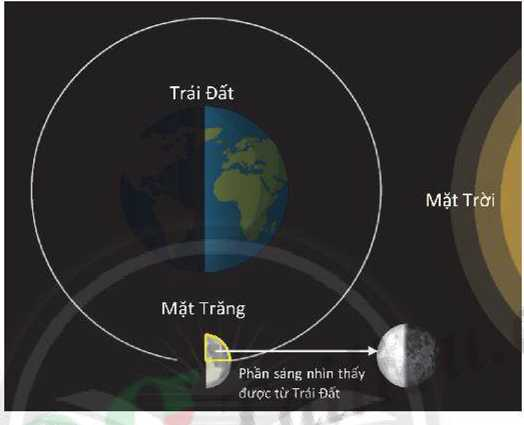 Trái Đất
Mặt Trời
Mặt Trăng
Phần sáng nhìn thấy
được từ Trái Đất